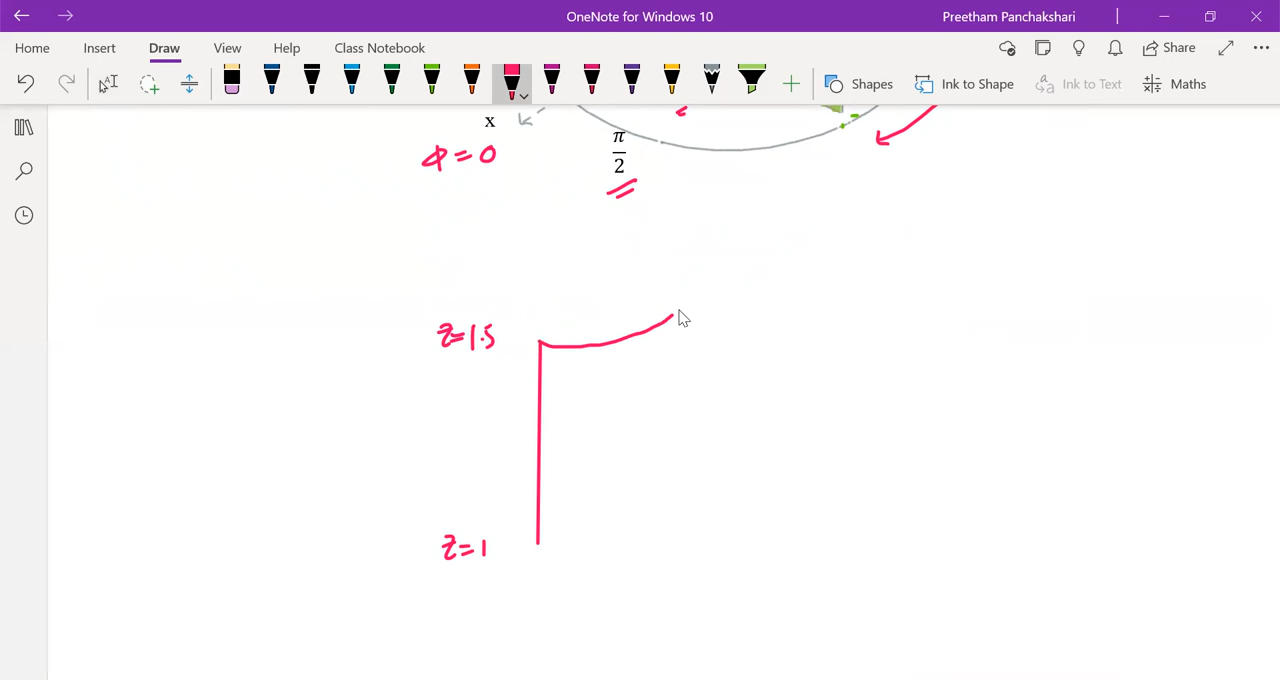 OneNote for Windows 10
Preetham Panchakshari
Home Insert Draw View Help Class Notebook Share
Shapes Ink to Shape Ink to Text Maths
x
φ = 0
π
2
z=1.5
z=1